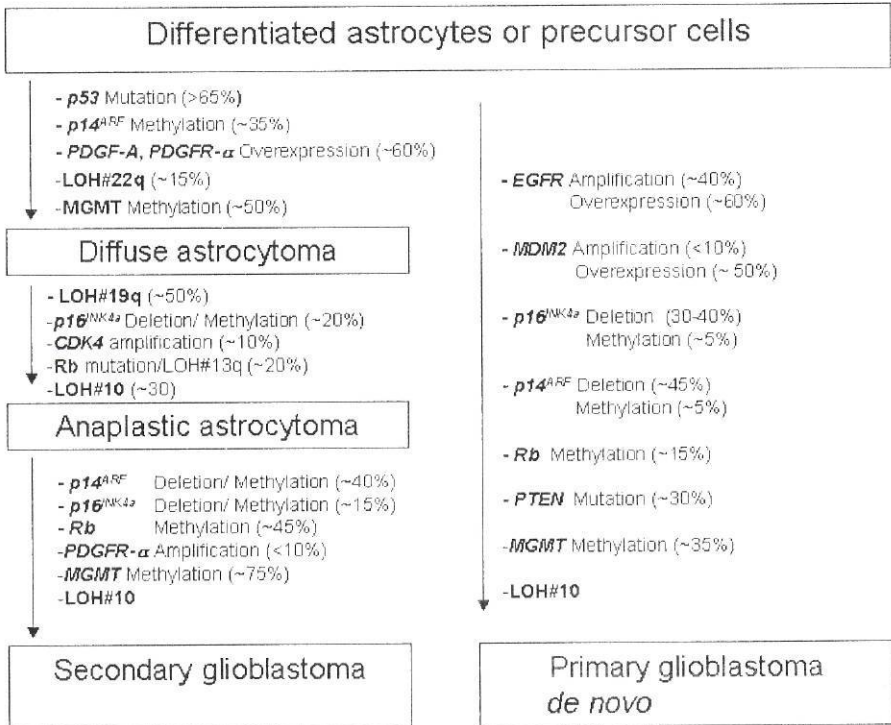 Differentiated astrocytes or precursor cells
- p53 Mutation (>65%)
- p14ARF Methylation (~35%)
- PDGF-A, PDGFR-α Overexpression (~60%)
-LOH#22q (~15%)
-MGMT Methylation (~50%)
Diffuse astrocytoma
- LOH#19q (~50%)
-p16INK4a Deletion/ Methylation (~20%)
-CDK4 amplification (~10%)
-Rb mutation/LOH#13q (~20%)
-LOH#10 (~30)
Anaplastic astrocytoma
- p14ARF Deletion/ Methylation (~40%)
- p16INK4a Deletion/ Methylation (~15%)
- Rb Methylation (~45%)
-PDGFR-α Amplification (<10%)
-MGMT Methylation (~75%)
-LOH#10
Secondary glioblastoma
- EGFR Amplification (~40%)
Overexpression (~60%)
- MDM2 Amplification (<10%)
Overexpression (~ 50%)
- p16INK4a Deletion (30-40%)
Methylation (~5%)
- p14ARF Deletion (~45%)
Methylation (~5%)
- Rb Methylation (~15%)
- PTEN Mutation (~30%)
-MGMT Methylation (~35%)
-LOH#10
Primary glioblastoma
de novo